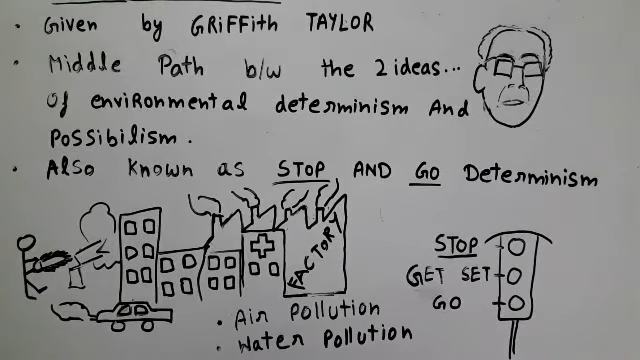 Given by GRiffith TAYLOR
Middle Path b/w the 2 ideas...
Of environmental determinism And
Possibilism.
Also known as STOP AND GO Determinism
FACTORY
STOP
GET SET
GO
Air Pollution
Water Pollution